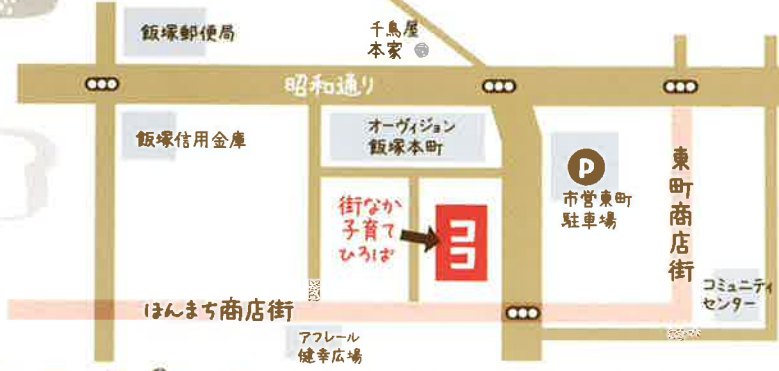 飯塚郵便局
千鳥屋
本家
昭和通り
飯塚信用金庫
オーヴィジョン
飯塚本町
P
市営東町
駐車場
東町商店街
街なか
子育て
ひろば
ココ
コミュニティ
センター
ほんまち商店街
アフレール
健幸広場